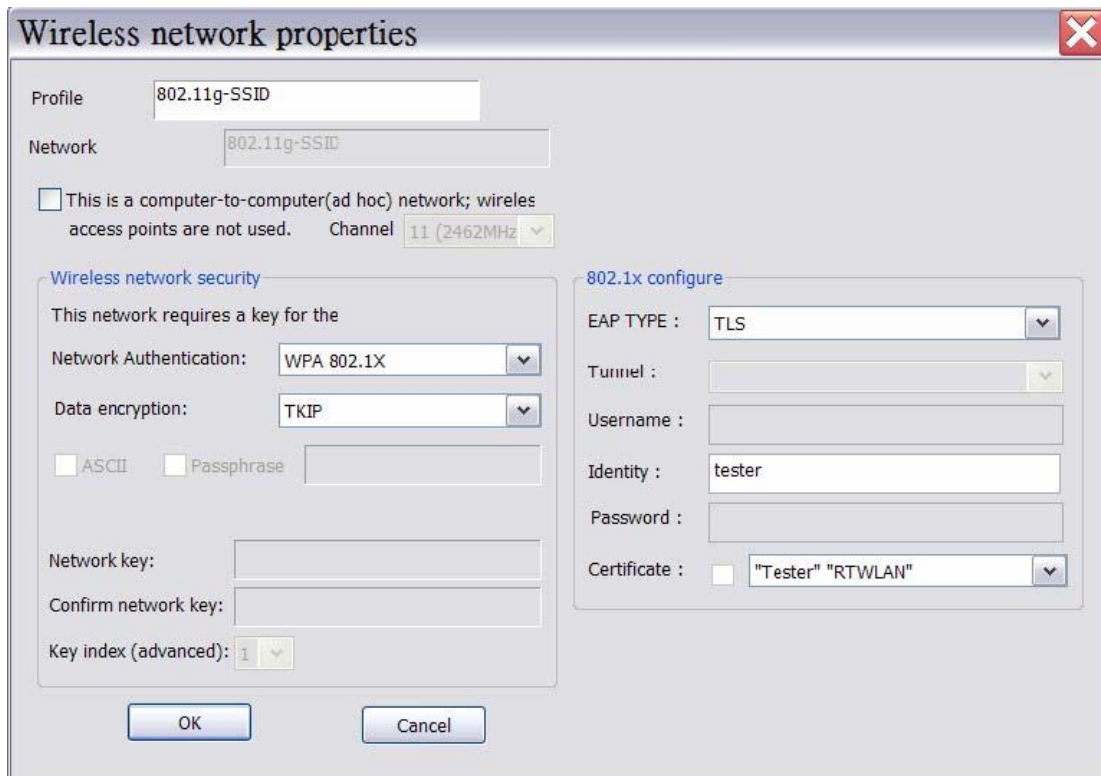 Wireless network properties
Profile 802.11g-SSID
Network 802.11g-SSID
This is a computer-to-computer(ad hoc) network; wireles
access points are not used. Channel 11 (2462MHz
Wireless network security
This network requires a key for the
Network Authentication: WPA 802.1X
Data encryption: TKIP
ASCII Passphrase
Network key:
Confirm network key:
Key index (advanced): 1
802.1x configure
EAP TYPE : TLS
Tunnel :
Username :
Identity : tester
Password :
Certificate : "Tester" "RTWLAN"
OK Cancel